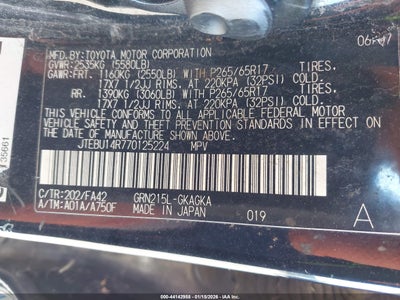 MFD.BY:TOYOTA MOTOR CORPORATION
GVWR:2535KG (5580LB)
GAWR:FRT. 1160KG (2550LB) WITH P265/65R17 TIRES,
17X7 1/2JJ RIMS, AT 220KPA (32PSI) COLD.
RR. 1390KG (3060LB) WITH P265/65R17 TIRES,
17X7 1/2JJ RIMS, AT 220KPA (32PSI) COLD.
THIS VEHICLE CONFORMS TO ALL APPLICABLE FEDERAL MOTOR
VEHICLE SAFETY AND THEFT PREVENTION STANDARDS IN EFFECT
ON THE DATE OF MANUFACTURE SHOWN ABOVE.
JTEBU14R770125224 MPV
C/TR:202/FA42 GRN215L-GKAGKA
A/TM:A01A/A750F MADE IN JAPAN 019 A
35661
000-44142958 - 01/15/2026 - © IAA, LLC